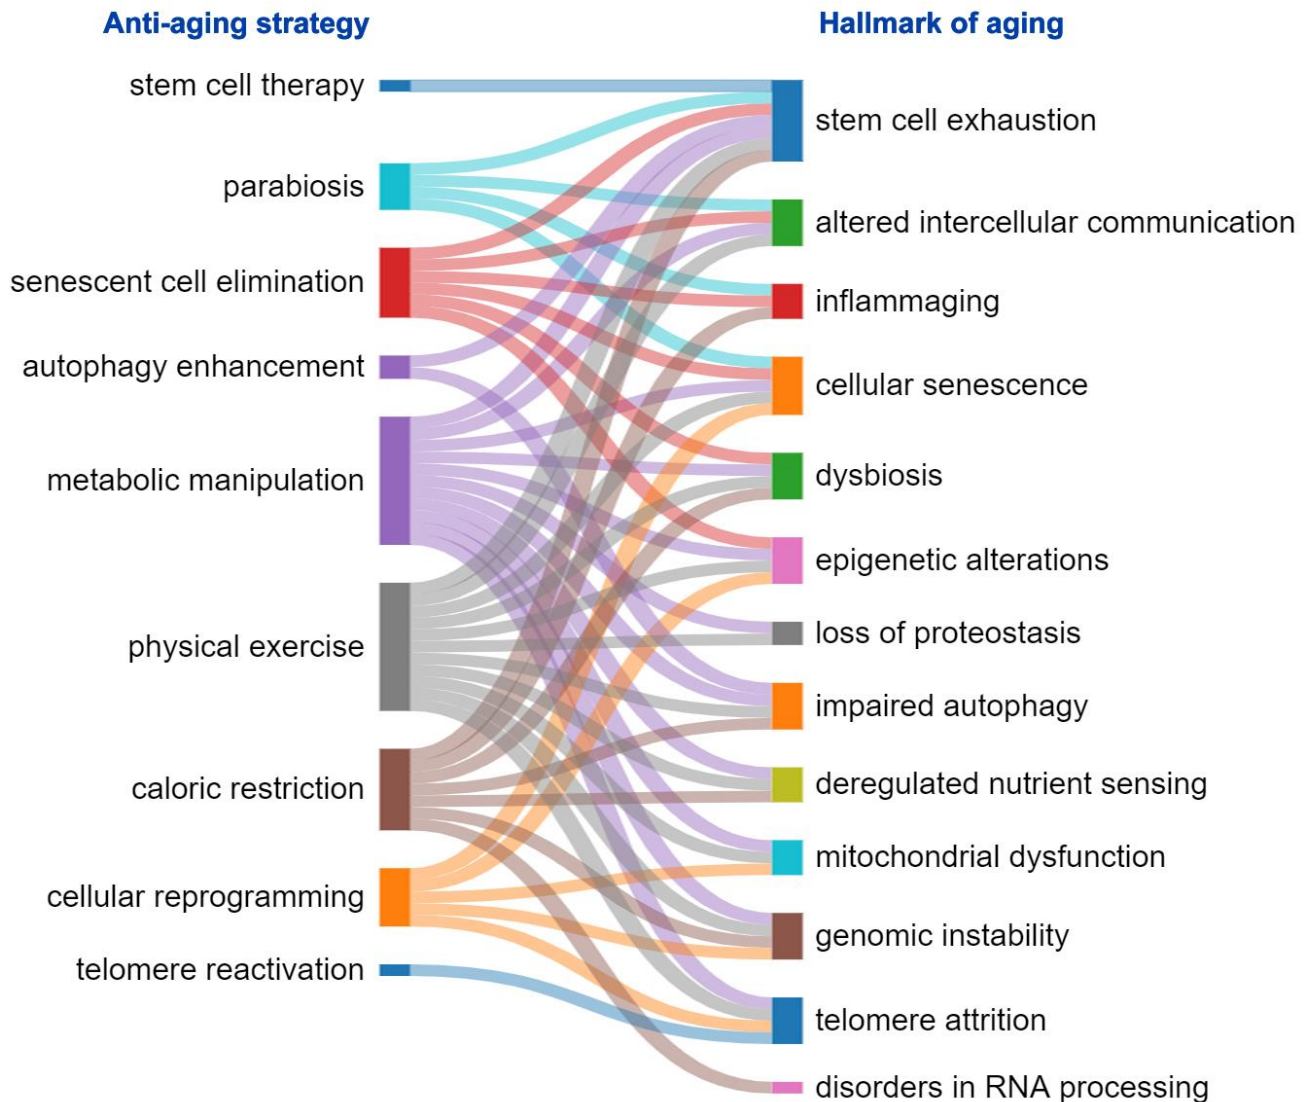 Anti-aging strategy
Hallmark of aging
stem cell therapy
parabiosis
senescent cell elimination
autophagy enhancement
metabolic manipulation
physical exercise
caloric restriction
cellular reprogramming
telomere reactivation
stem cell exhaustion
altered intercellular communication
inflammaging
cellular senescence
dysbiosis
epigenetic alterations
loss of proteostasis
impaired autophagy
deregulated nutrient sensing
mitochondrial dysfunction
genomic instability
telomere attrition
disorders in RNA processing